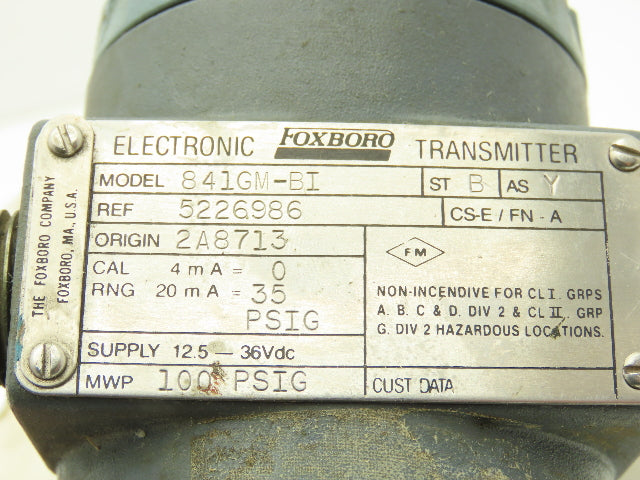 ELECTRONIC FOXBORO TRANSMITTER
MODEL 841GM-BI ST B AS Y
REF 5226986 CS-E / FN - A
ORIGIN 2A8713
CAL 4 mA = 0
RNG 20 mA = 35
PSIG
SUPPLY 12.5 — 36Vdc
MWP 100 PSIG
FM
NON-INCENDIVE FOR CL I. GRPS
A. B. C & D. DIV 2 & CL II. GRP
G. DIV 2 HAZARDOUS LOCATIONS.
CUST DATA
THE FOXBORO COMPANY
FOXBORO, MA., U.S.A.